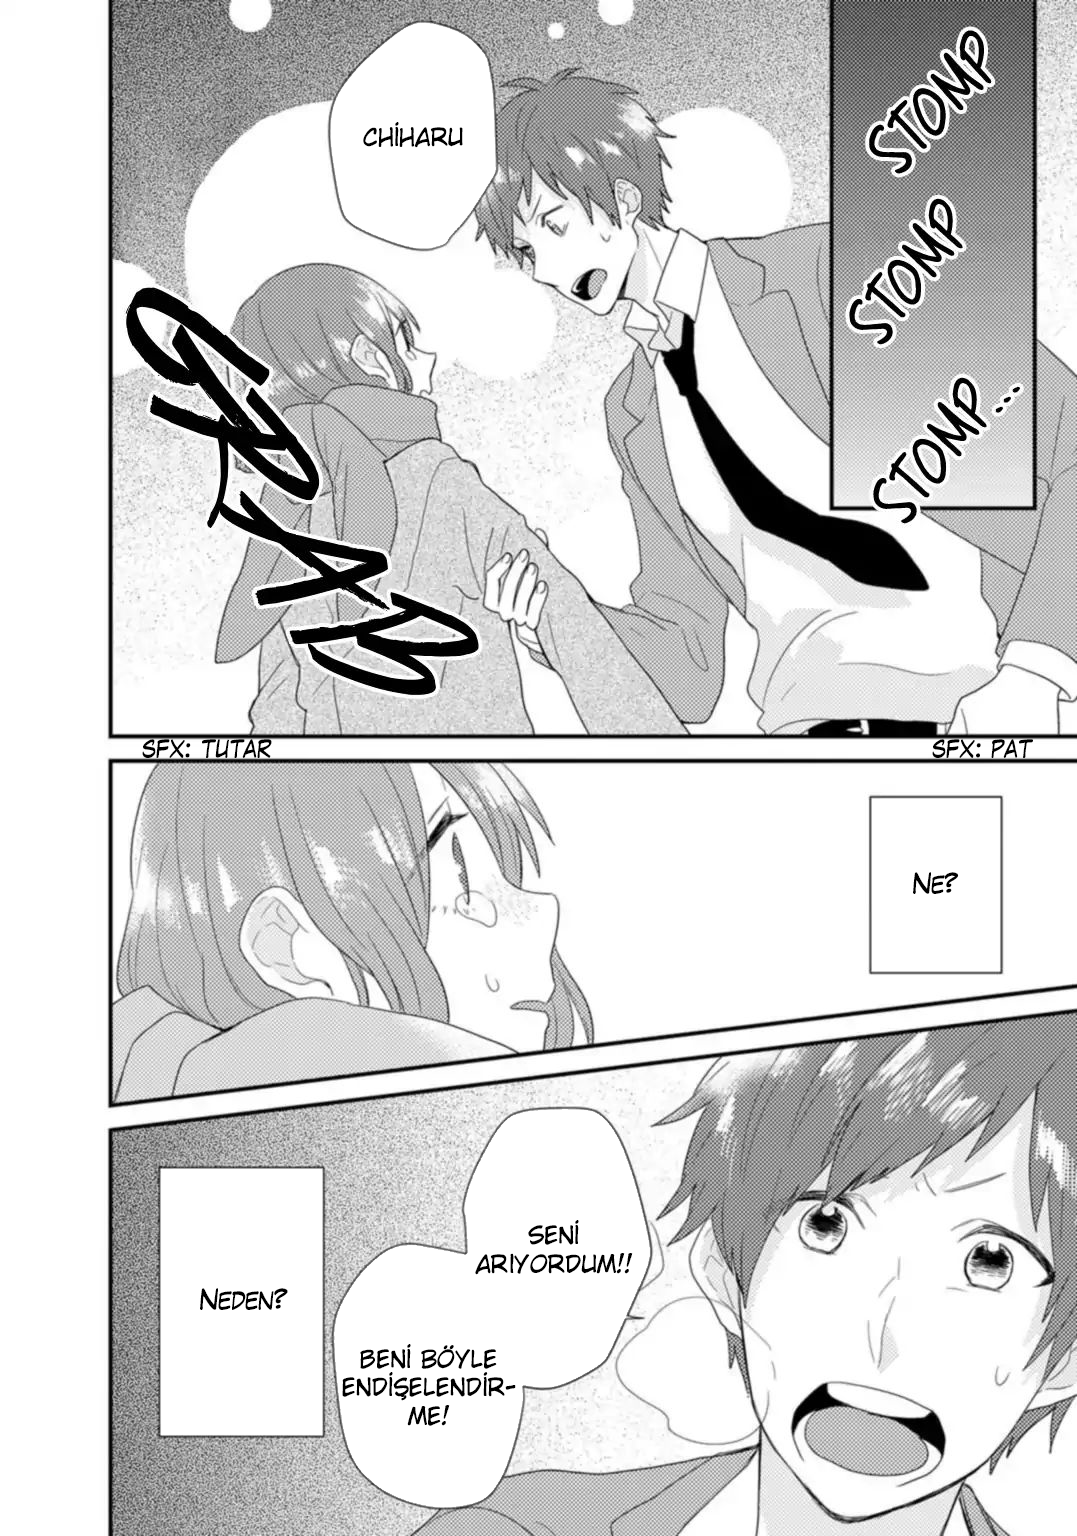 STOMP
STOMP
STOMP...
CHİHARU
GRAB
SFX: PAT
SFX: TUTAR
NE?
SENİ
ARIYORDUM!!
BENİ BÖYLE
ENDİŞELENDİR-
ME!
NEDEN?